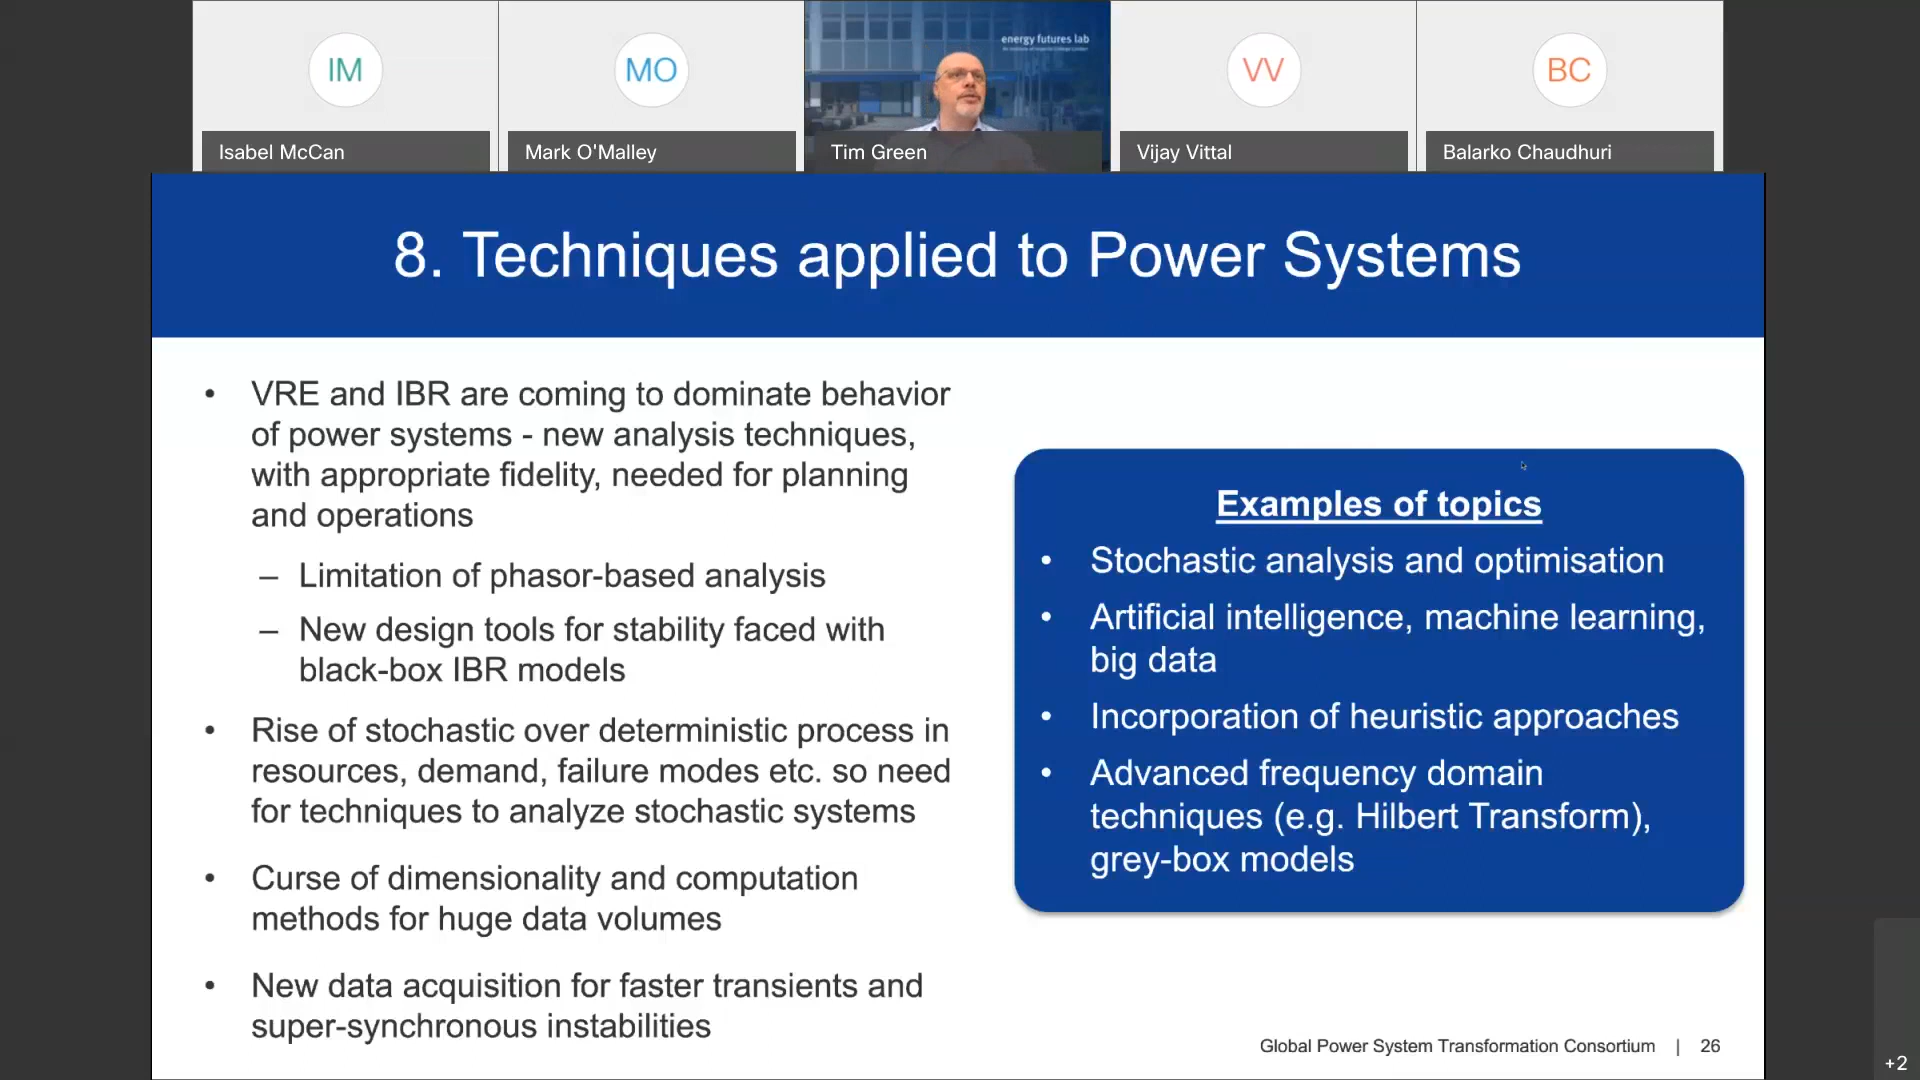 IM
MO
energy futures lab
VV
BC
Isabel McCan
Mark O'Malley
Tim Green
Vijay Vittal
Balarko Chaudhuri
8. Techniques applied to Power Systems
• VRE and IBR are coming to dominate behavior
of power systems - new analysis techniques,
with appropriate fidelity, needed for planning
and operations
– Limitation of phasor-based analysis
– New design tools for stability faced with
black-box IBR models
• Rise of stochastic over deterministic process in
resources, demand, failure modes etc. so need
for techniques to analyze stochastic systems
• Curse of dimensionality and computation
methods for huge data volumes
• New data acquisition for faster transients and
super-synchronous instabilities
Examples of topics
• Stochastic analysis and optimisation
• Artificial intelligence, machine learning,
big data
• Incorporation of heuristic approaches
• Advanced frequency domain
techniques (e.g. Hilbert Transform),
grey-box models
Global Power System Transformation Consortium | 26
+2